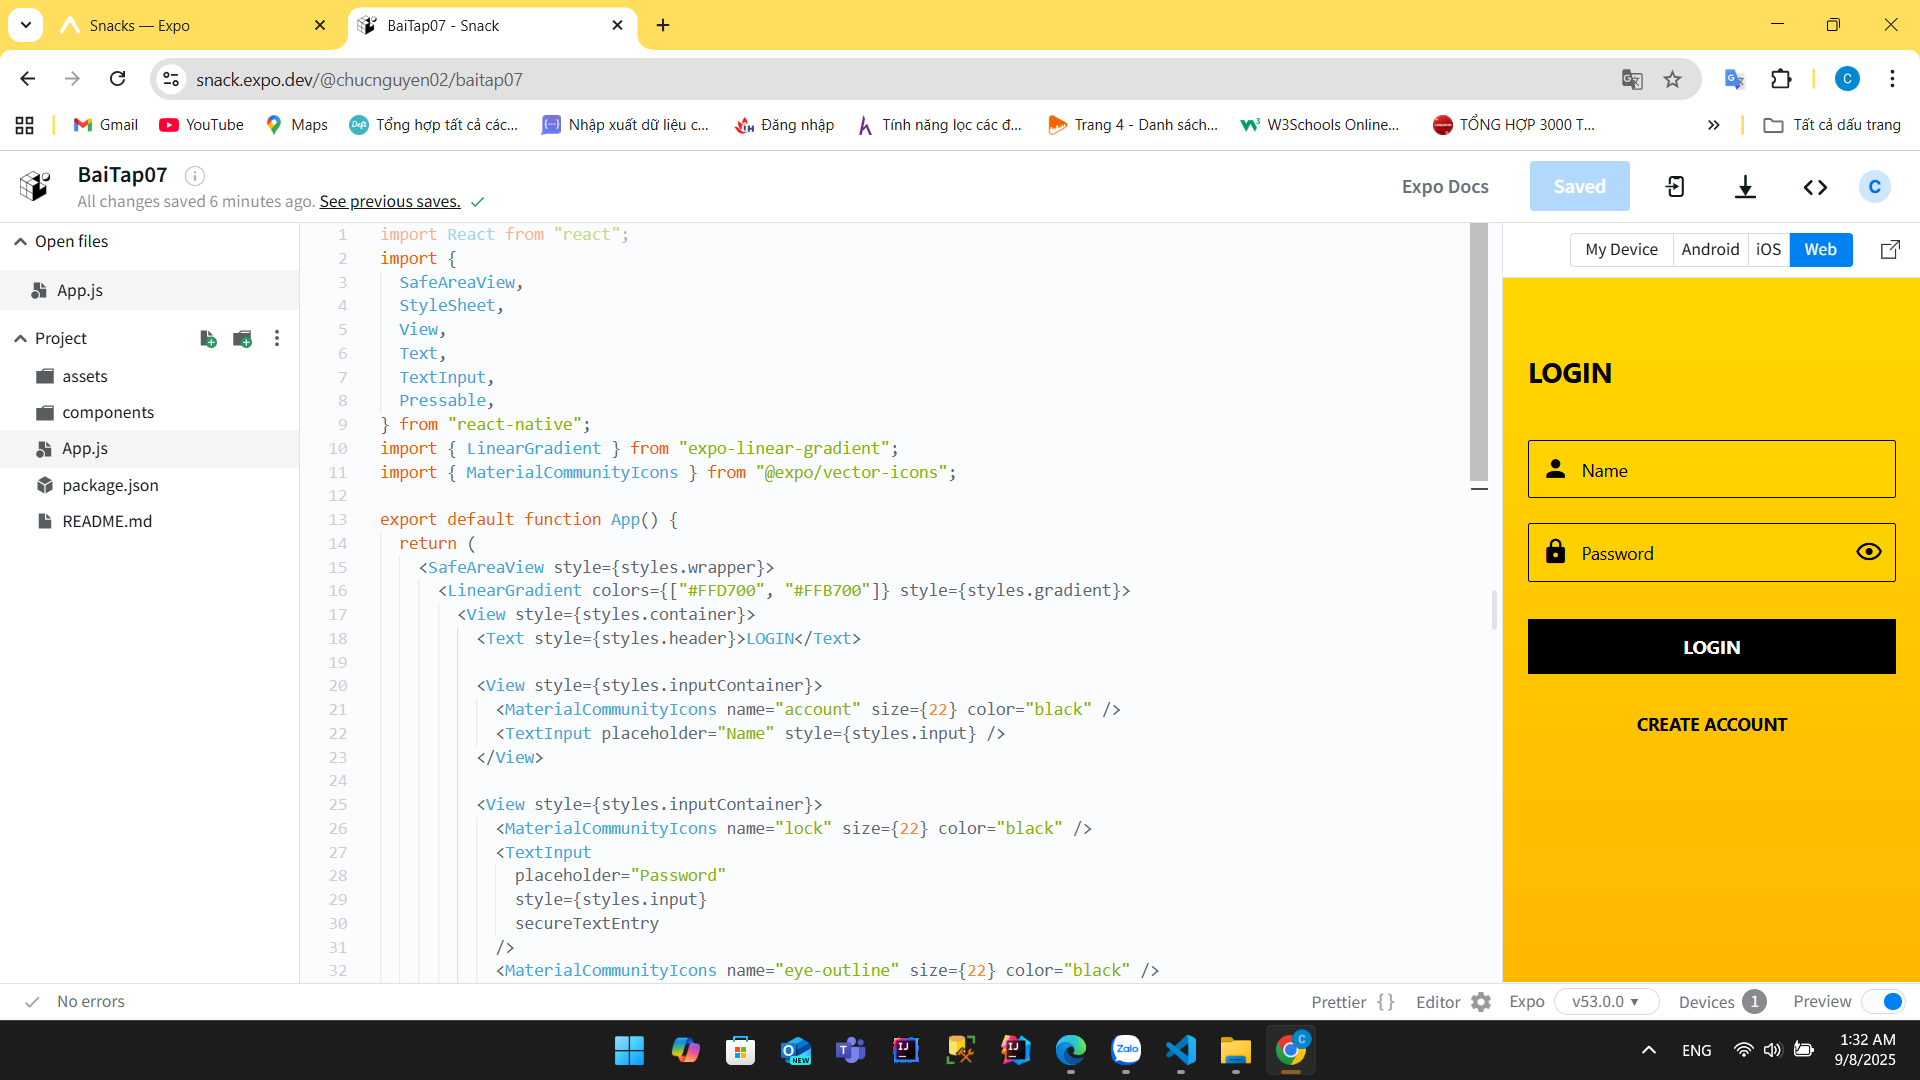 Snacks — Expo
BaiTap07 - Snack
snack.expo.dev/@chucnguyen02/baitap07
C
Gmail
YouTube
Maps
Tổng hợp tất cả các...
Nhập xuất dữ liệu c...
Đăng nhập
Tính năng lọc các đ...
Trang 4 - Danh sách...
W3Schools Online...
TỔNG HỢP 3000 T...
Tất cả dấu trang
BaiTap07
All changes saved 6 minutes ago. See previous saves.
Expo Docs
Saved
C
Open files
App.js
Project
assets
components
App.js
package.json
README.md
1 import React from "react";
2 import {
3 SafeAreaView,
4 StyleSheet,
5 View,
6 Text,
7 TextInput,
8 Pressable,
9 } from "react-native";
10 import { LinearGradient } from "expo-linear-gradient";
11 import { MaterialCommunityIcons } from "@expo/vector-icons";
12
13 export default function App() {
14 return (
15 <SafeAreaView style={styles.wrapper}>
16 <LinearGradient colors={["#FFD700", "#FFB700"]} style={styles.gradient}>
17 <View style={styles.container}>
18 <Text style={styles.header}>LOGIN</Text>
19
20 <View style={styles.inputContainer}>
21 <MaterialCommunityIcons name="account" size={22} color="black" />
22 <TextInput placeholder="Name" style={styles.input} />
23 </View>
24
25 <View style={styles.inputContainer}>
26 <MaterialCommunityIcons name="lock" size={22} color="black" />
27 <TextInput
28 placeholder="Password"
29 style={styles.input}
30 secureTextEntry
31 />
32 <MaterialCommunityIcons name="eye-outline" size={22} color="black" />
My Device
Android
iOS
Web
LOGIN
Name
Password
LOGIN
CREATE ACCOUNT
No errors
Prettier {}
Editor
Expo
v53.0.0
Devices 1
Preview
NEW
Zalo
C
ENG
1:32 AM
9/8/2025